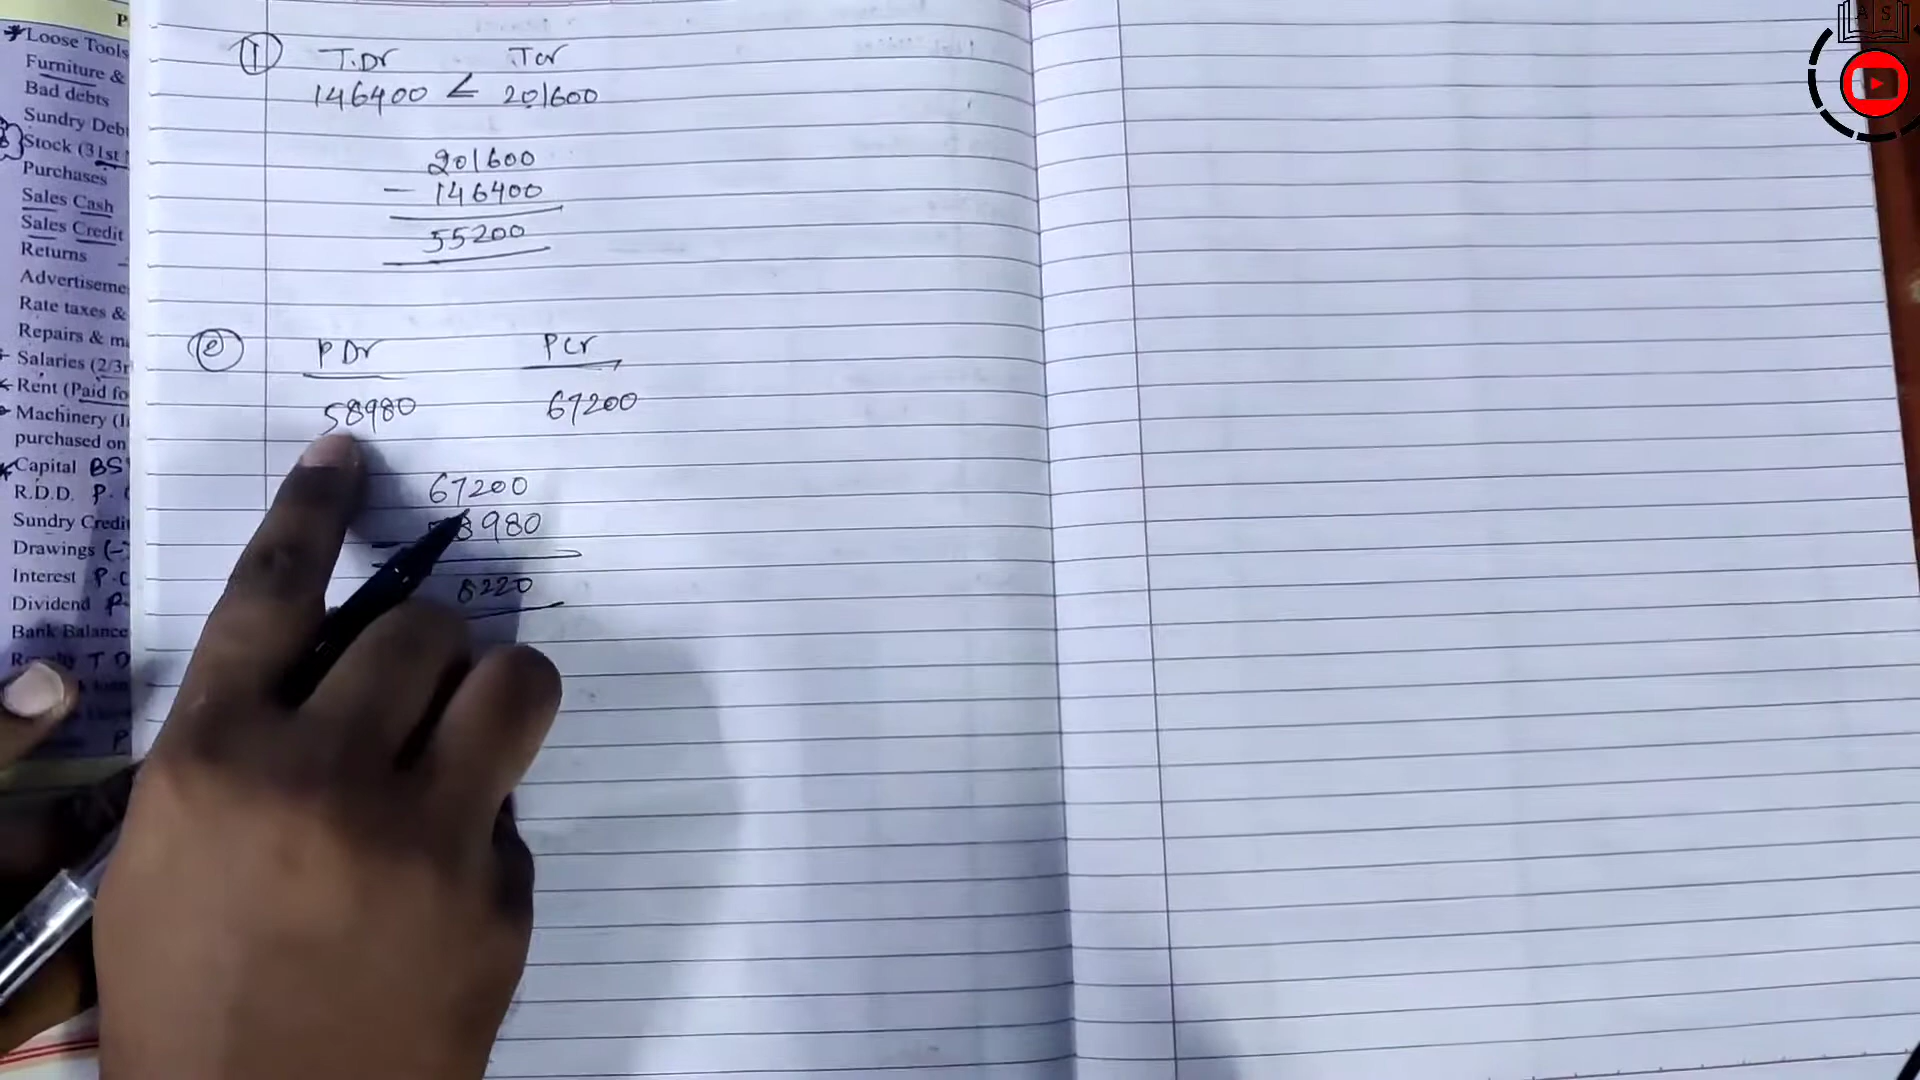 P
Loose Tools
Furniture &
Bad debts
Sundry Deb
Stock (31st
Purchases
Sales Cash
Sales Credit
Returns
Advertiseme
Rate taxes &
Repairs & m
Salaries (2/3r
Rent (Paid fo
Machinery (I
purchased on
Capital BS
R.D.D. P.
Sundry Credi
Drawings (-
Interest P.C
Dividend P
Bank Balance
T D
P
① T.Dr T.cr
146400 < 201600
201600
- 146400
55200
② P Dr P Cr
58980 67200
67200
8980
8220
A S